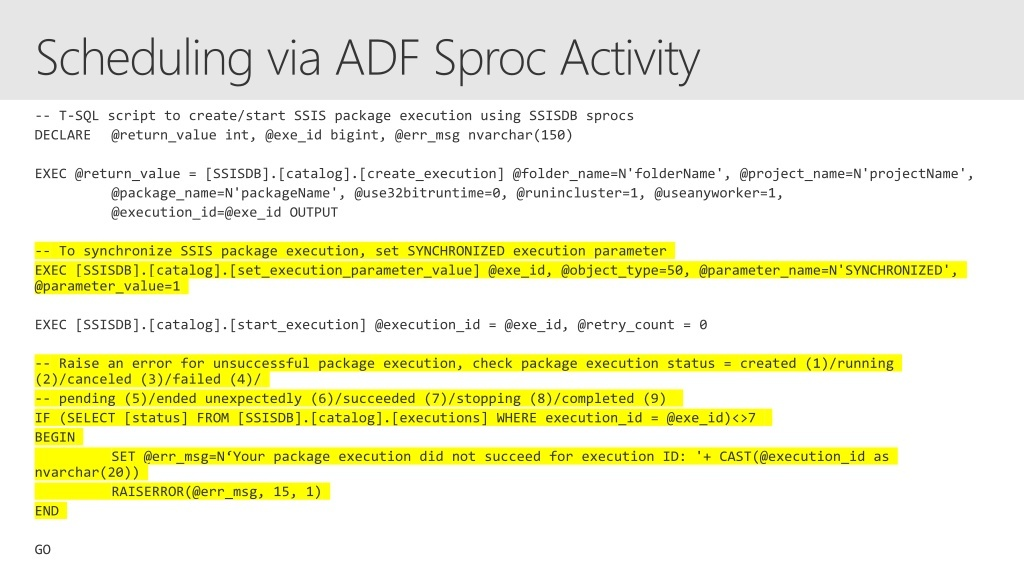 Scheduling via ADF Sproc Activity
-- T-SQL script to create/start SSIS package execution using SSISDB sprocs
DECLARE @return_value int, @exe_id bigint, @err_msg nvarchar(150)
EXEC @return_value = [SSISDB].[catalog].[create_execution] @folder_name=N'folderName', @project_name=N'projectName',
@package_name=N'packageName', @use32bitruntime=0, @runincluster=1, @useanyworker=1,
@execution_id=@exe_id OUTPUT
-- To synchronize SSIS package execution, set SYNCHRONIZED execution parameter
EXEC [SSISDB].[catalog].[set_execution_parameter_value] @exe_id, @object_type=50, @parameter_name=N'SYNCHRONIZED',
@parameter_value=1
EXEC [SSISDB].[catalog].[start_execution] @execution_id = @exe_id, @retry_count = 0
-- Raise an error for unsuccessful package execution, check package execution status = created (1)/running
(2)/canceled (3)/failed (4)/
-- pending (5)/ended unexpectedly (6)/succeeded (7)/stopping (8)/completed (9)
IF (SELECT [status] FROM [SSISDB].[catalog].[executions] WHERE execution_id = @exe_id)<>7
BEGIN
SET @err_msg=N‘Your package execution did not succeed for execution ID: '+ CAST(@execution_id as
nvarchar(20))
RAISERROR(@err_msg, 15, 1)
END
GO